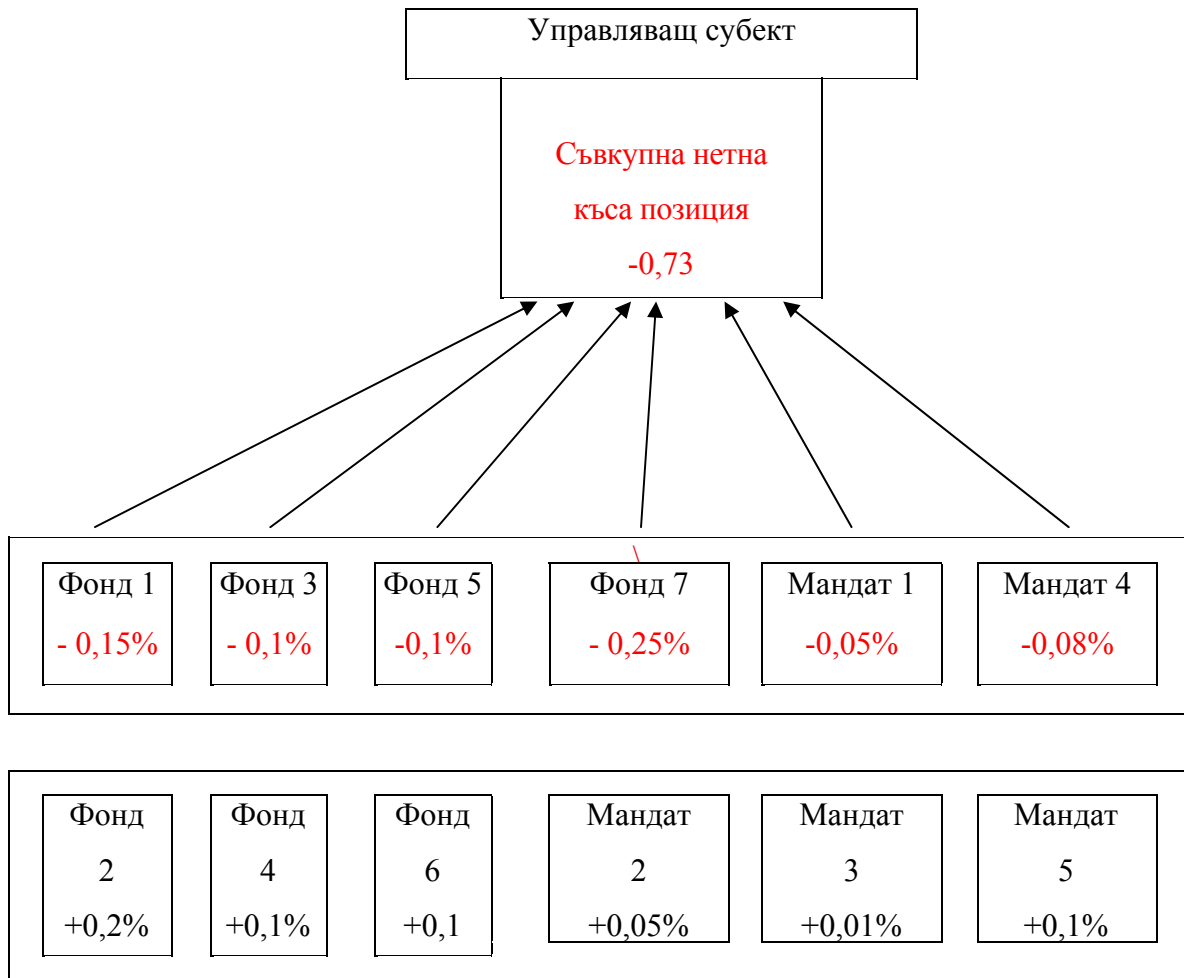 Управляващ субект
Съвкупна нетна
къса позиция
-0,73
Фонд 1 Фонд 3 Фонд 5 Фонд 7 Мандат 1 Мандат 4
- 0,15% - 0,1% -0,1% - 0,25% -0,05% -0,08%
Фонд Фонд Фонд Мандат Мандат Мандат
2 4 6 2 3 5
+0,2% +0,1% +0,1 +0,05% +0,01% +0,1%